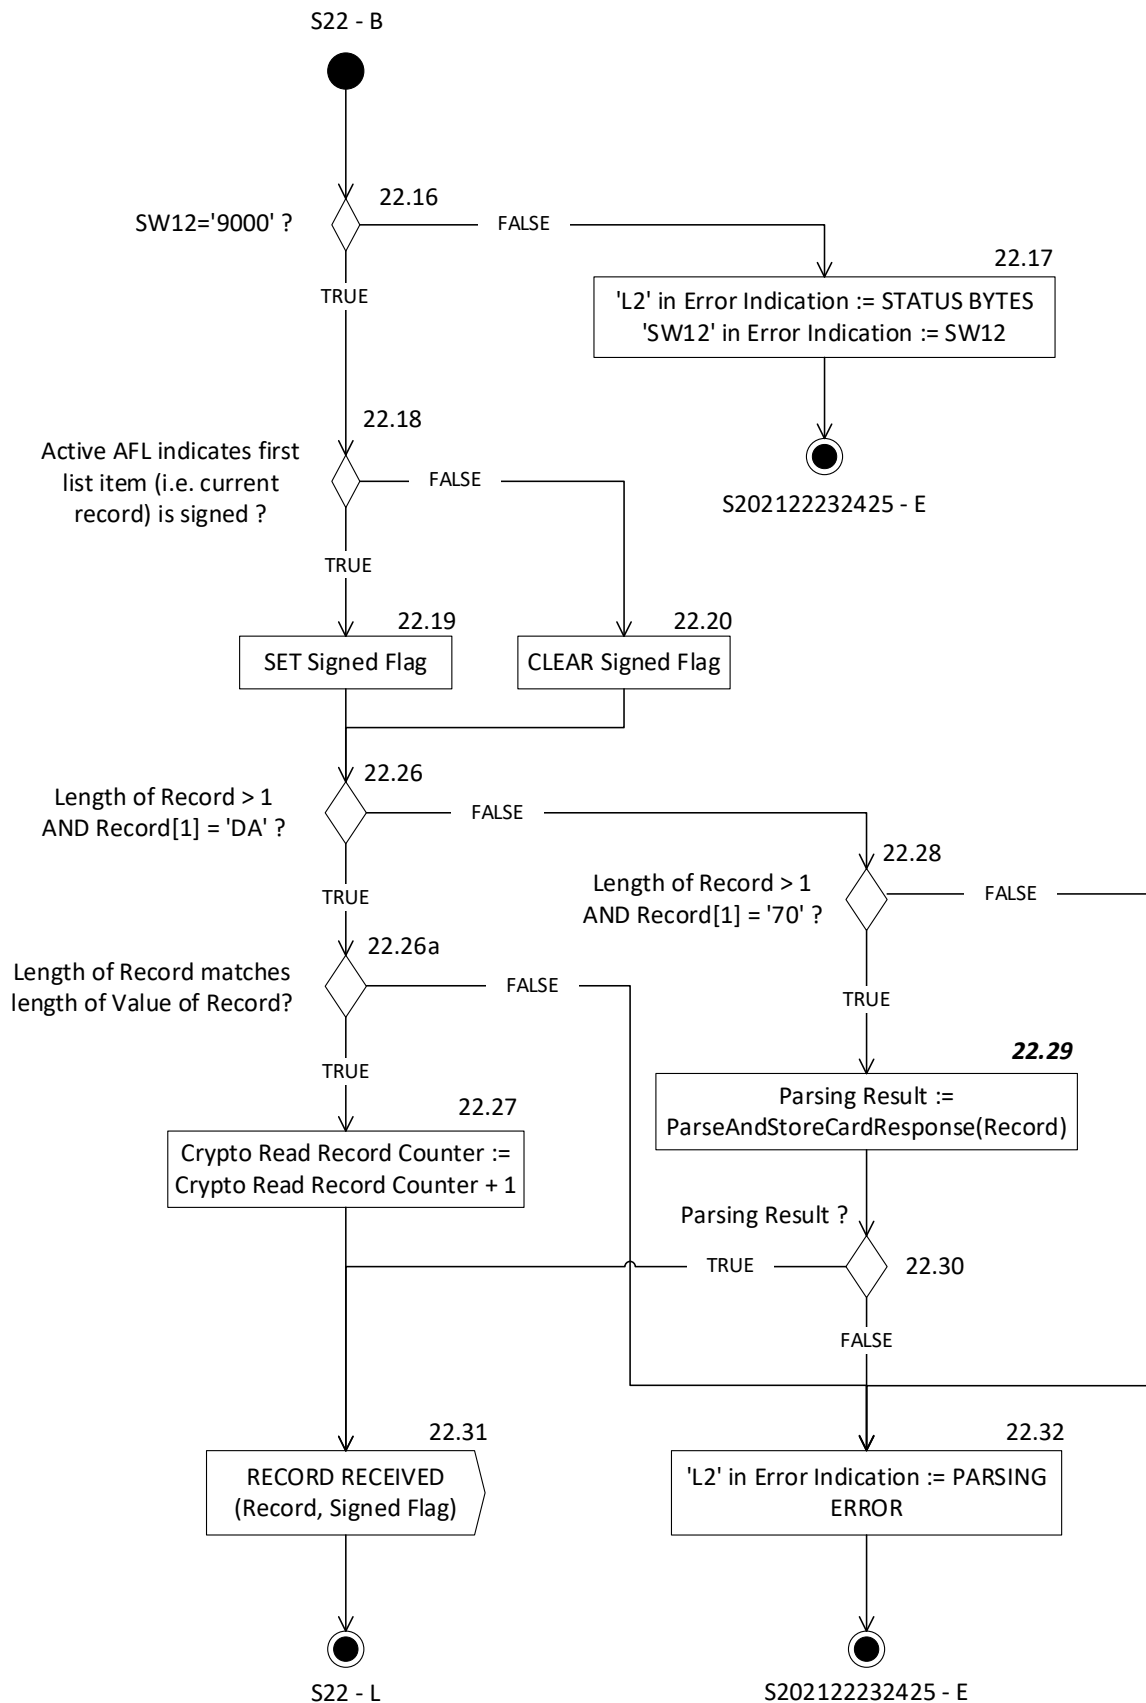 S22 - B
22.16
SW12='9000' ?
FALSE
TRUE
22.17
'L2' in Error Indication := STATUS BYTES
'SW12' in Error Indication := SW12
S202122232425 - E
22.18
Active AFL indicates first
list item (i.e. current
record) is signed ?
FALSE
TRUE
22.19
SET Signed Flag
22.20
CLEAR Signed Flag
22.26
Length of Record > 1
AND Record[1] = 'DA' ?
FALSE
TRUE
22.28
Length of Record > 1
AND Record[1] = '70' ?
FALSE
TRUE
22.26a
Length of Record matches
length of Value of Record?
FALSE
TRUE
22.29
Parsing Result :=
ParseAndStoreCardResponse(Record)
22.27
Crypto Read Record Counter :=
Crypto Read Record Counter + 1
Parsing Result ?
TRUE
22.30
FALSE
22.31
RECORD RECEIVED
(Record, Signed Flag)
22.32
'L2' in Error Indication := PARSING
ERROR
S22 - L
S202122232425 - E